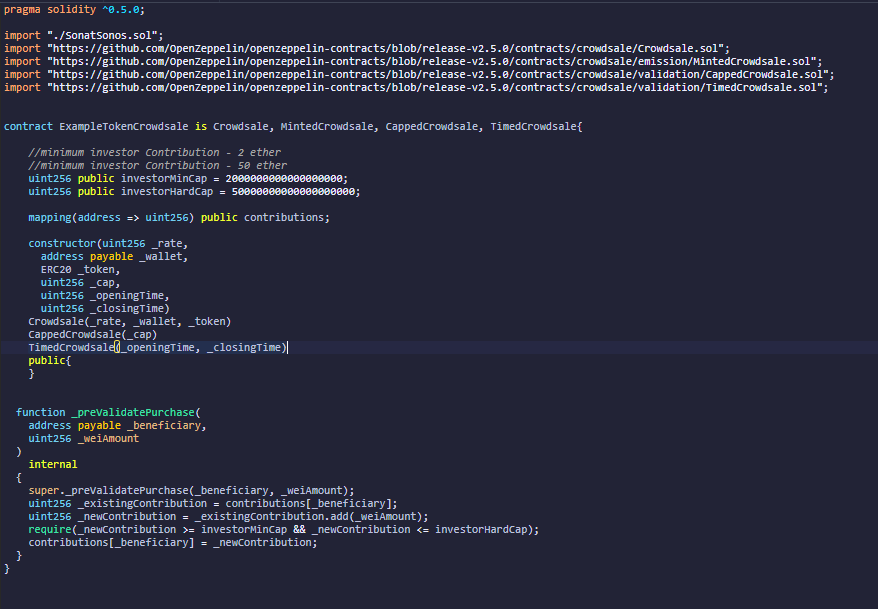 pragma solidity ^0.5.0;
import "./SonatSonos.sol";
import "https://github.com/OpenZeppelin/openzeppelin-contracts/blob/release-v2.5.0/contracts/crowdsale/Crowdsale.sol";
import "https://github.com/OpenZeppelin/openzeppelin-contracts/blob/release-v2.5.0/contracts/crowdsale/emission/MintedCrowdsale.sol";
import "https://github.com/OpenZeppelin/openzeppelin-contracts/blob/release-v2.5.0/contracts/crowdsale/validation/CappedCrowdsale.sol";
import "https://github.com/OpenZeppelin/openzeppelin-contracts/blob/release-v2.5.0/contracts/crowdsale/validation/TimedCrowdsale.sol";
contract ExampleTokenCrowdsale is Crowdsale, MintedCrowdsale, CappedCrowdsale, TimedCrowdsale{
//minimum investor Contribution - 2 ether
//minimum investor Contribution - 50 ether
uint256 public investorMinCap = 2000000000000000000;
uint256 public investorHardCap = 50000000000000000000;
mapping(address => uint256) public contributions;
constructor(uint256 _rate,
address payable _wallet,
ERC20 _token,
uint256 _cap,
uint256 _openingTime,
uint256 _closingTime)
Crowdsale(_rate, _wallet, _token)
CappedCrowdsale(_cap)
TimedCrowdsale(_openingTime, _closingTime)
public{
}
function _preValidatePurchase(
address payable _beneficiary,
uint256 _weiAmount
)
internal
{
super._preValidatePurchase(_beneficiary, _weiAmount);
uint256 _existingContribution = contributions[_beneficiary];
uint256 _newContribution = _existingContribution.add(_weiAmount);
require(_newContribution >= investorMinCap && _newContribution <= investorHardCap);
contributions[_beneficiary] = _newContribution;
}
}